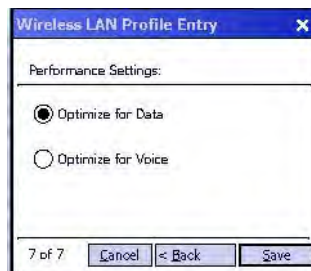 Wireless LAN Profile Entry ×
Performance Settings:
Optimize for Data
Optimize for Voice
7 of 7 Cancel < Back Save